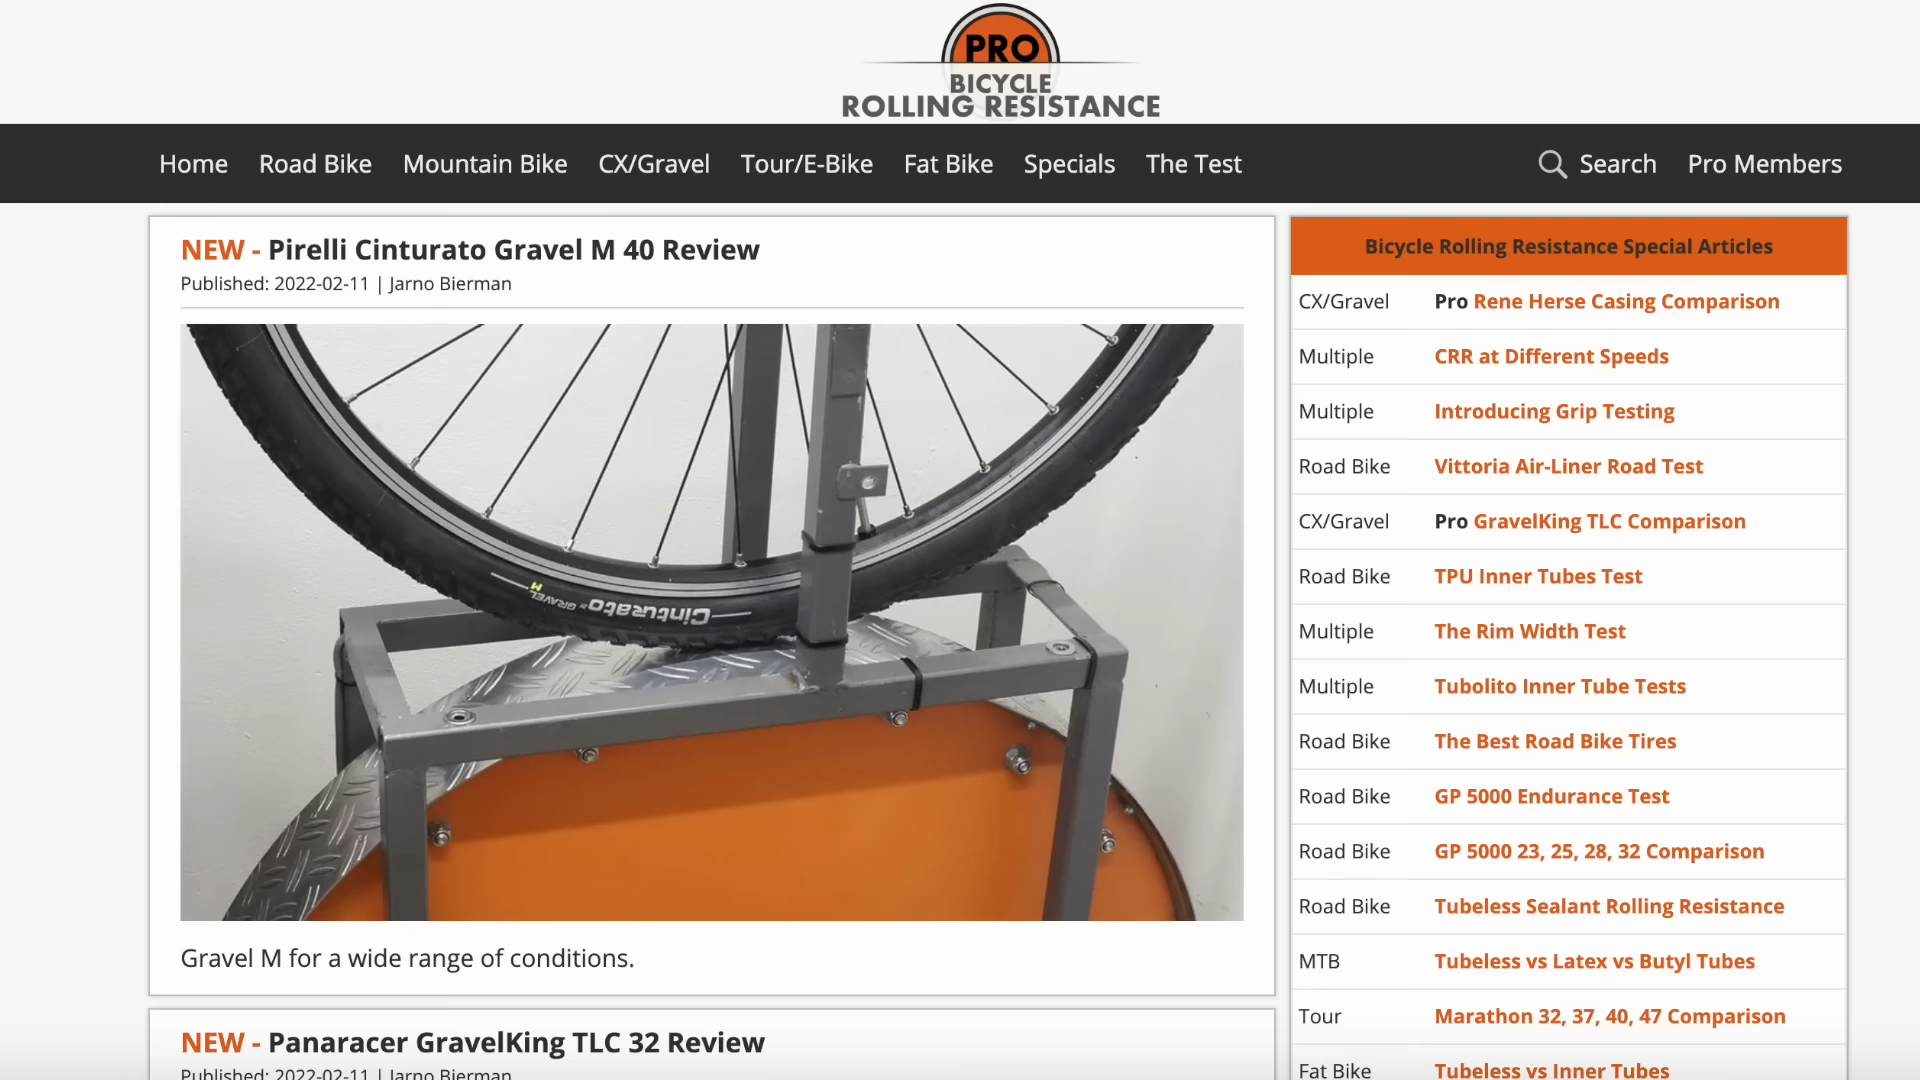 PRO
BICYCLE
ROLLING RESISTANCE
Home Road Bike Mountain Bike CX/Gravel Tour/E-Bike Fat Bike Specials The Test Search Pro Members
NEW - Pirelli Cinturato Gravel M 40 Review
Published: 2022-02-11 | Jarno Bierman
Cinturato GRAVEL M
Gravel M for a wide range of conditions.
NEW - Panaracer GravelKing TLC 32 Review
Published: 2022-02-11 | Jarno Bierman
Bicycle Rolling Resistance Special Articles
CX/Gravel Pro Rene Herse Casing Comparison
Multiple CRR at Different Speeds
Multiple Introducing Grip Testing
Road Bike Vittoria Air-Liner Road Test
CX/Gravel Pro GravelKing TLC Comparison
Road Bike TPU Inner Tubes Test
Multiple The Rim Width Test
Multiple Tubolito Inner Tube Tests
Road Bike The Best Road Bike Tires
Road Bike GP 5000 Endurance Test
Road Bike GP 5000 23, 25, 28, 32 Comparison
Road Bike Tubeless Sealant Rolling Resistance
MTB Tubeless vs Latex vs Butyl Tubes
Tour Marathon 32, 37, 40, 47 Comparison
Fat Bike Tubeless vs Inner Tubes